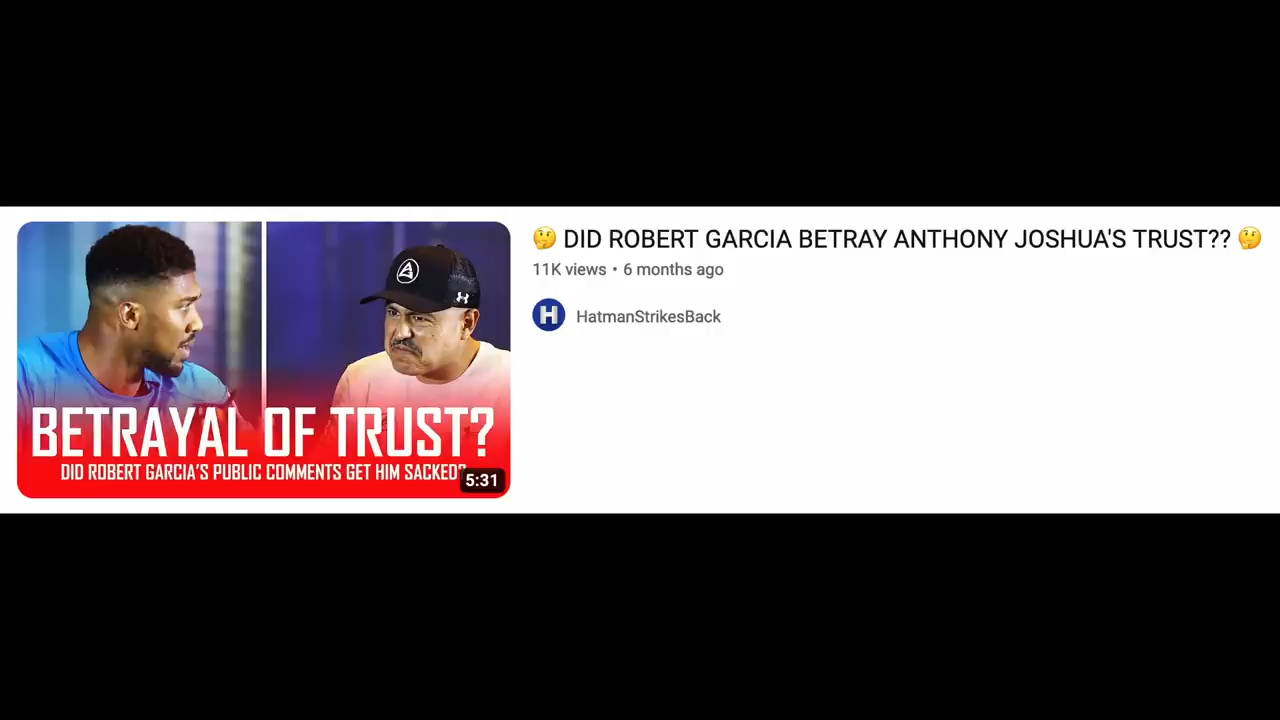 BETRAYAL OF TRUST?
DID ROBERT GARCIA'S PUBLIC COMMENTS GET HIM SACKED?
5:31
🤔 DID ROBERT GARCIA BETRAY ANTHONY JOSHUA'S TRUST?? 🤔
11K views • 6 months ago
H
HatmanStrikesBack